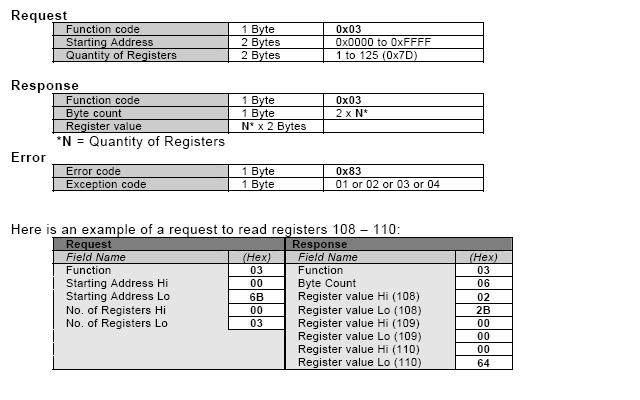 Request
Function code 1 Byte 0x03
Starting Address 2 Bytes 0x0000 to 0xFFFF
Quantity of Registers 2 Bytes 1 to 125 (0x7D)
Response
Function code 1 Byte 0x03
Byte count 1 Byte 2 x N*
Register value N* x 2 Bytes
*N = Quantity of Registers
Error
Error code 1 Byte 0x83
Exception code 1 Byte 01 or 02 or 03 or 04
Here is an example of a request to read registers 108 – 110:
Request Response
Field Name (Hex) Field Name (Hex)
Function 03 Function 03
Starting Address Hi 00 Byte Count 06
Starting Address Lo 6B Register value Hi (108) 02
No. of Registers Hi 00 Register value Lo (108) 2B
No. of Registers Lo 03 Register value Hi (109) 00
Register value Lo (109) 00
Register value Hi (110) 00
Register value Lo (110) 64